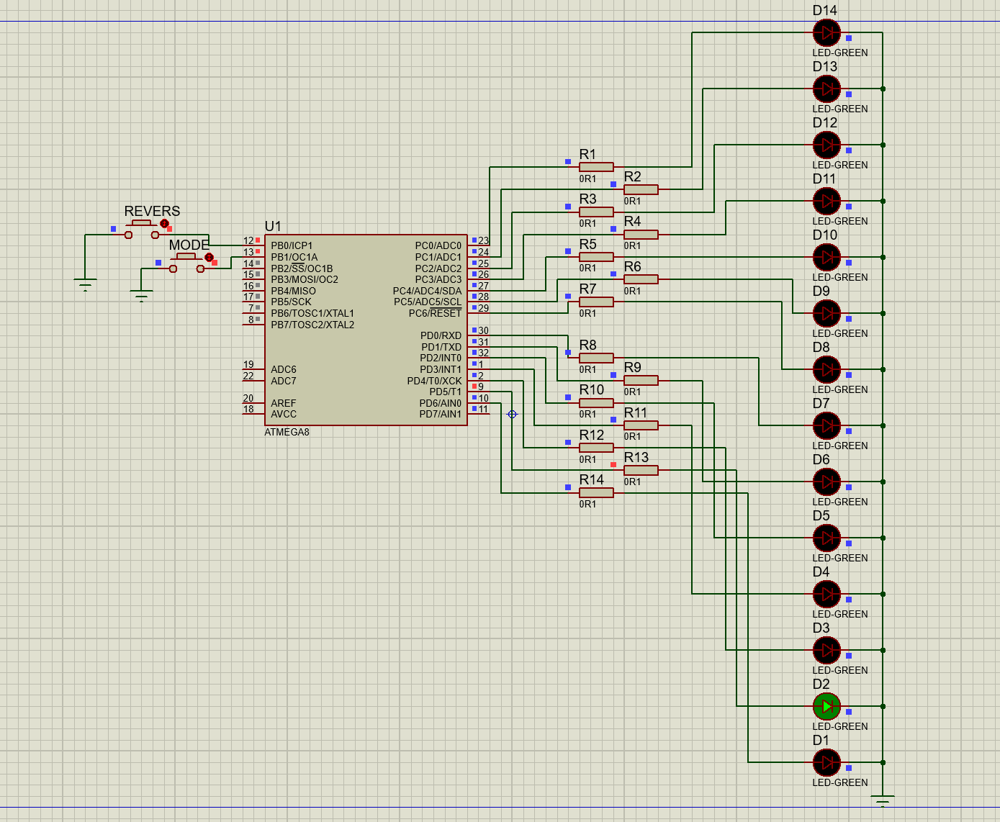 D14
LED-GREEN
D13
LED-GREEN
D12
LED-GREEN
D11
LED-GREEN
D10
LED-GREEN
D9
LED-GREEN
D8
LED-GREEN
D7
LED-GREEN
D6
LED-GREEN
D5
LED-GREEN
D4
LED-GREEN
D3
LED-GREEN
D2
LED-GREEN
D1
LED-GREEN
R1
0R1
R2
0R1
R3
0R1
R4
0R1
R5
0R1
R6
0R1
R7
0R1
R8
0R1
R9
0R1
R10
0R1
R11
0R1
R12
0R1
R13
0R1
R14
0R1
REVERS
MODE
U1
12 PB0/ICP1 PC0/ADC0 23
13 PB1/OC1A PC1/ADC1 24
14 PB2/SS/OC1B PC2/ADC2 25
15 PB3/MOSI/OC2 PC3/ADC3 26
16 PB4/MISO PC4/ADC4/SDA 27
17 PB5/SCK PC5/ADC5/SCL 28
7 PB6/TOSC1/XTAL1 PC6/RESET 29
8 PB7/TOSC2/XTAL2
PD0/RXD 30
PD1/TXD 31
PD2/INT0 32
19 ADC6 PD3/INT1 1
22 ADC7 PD4/T0/XCK 2
PD5/T1 9
20 AREF PD6/AIN0 10
18 AVCC PD7/AIN1 11
ATMEGA8